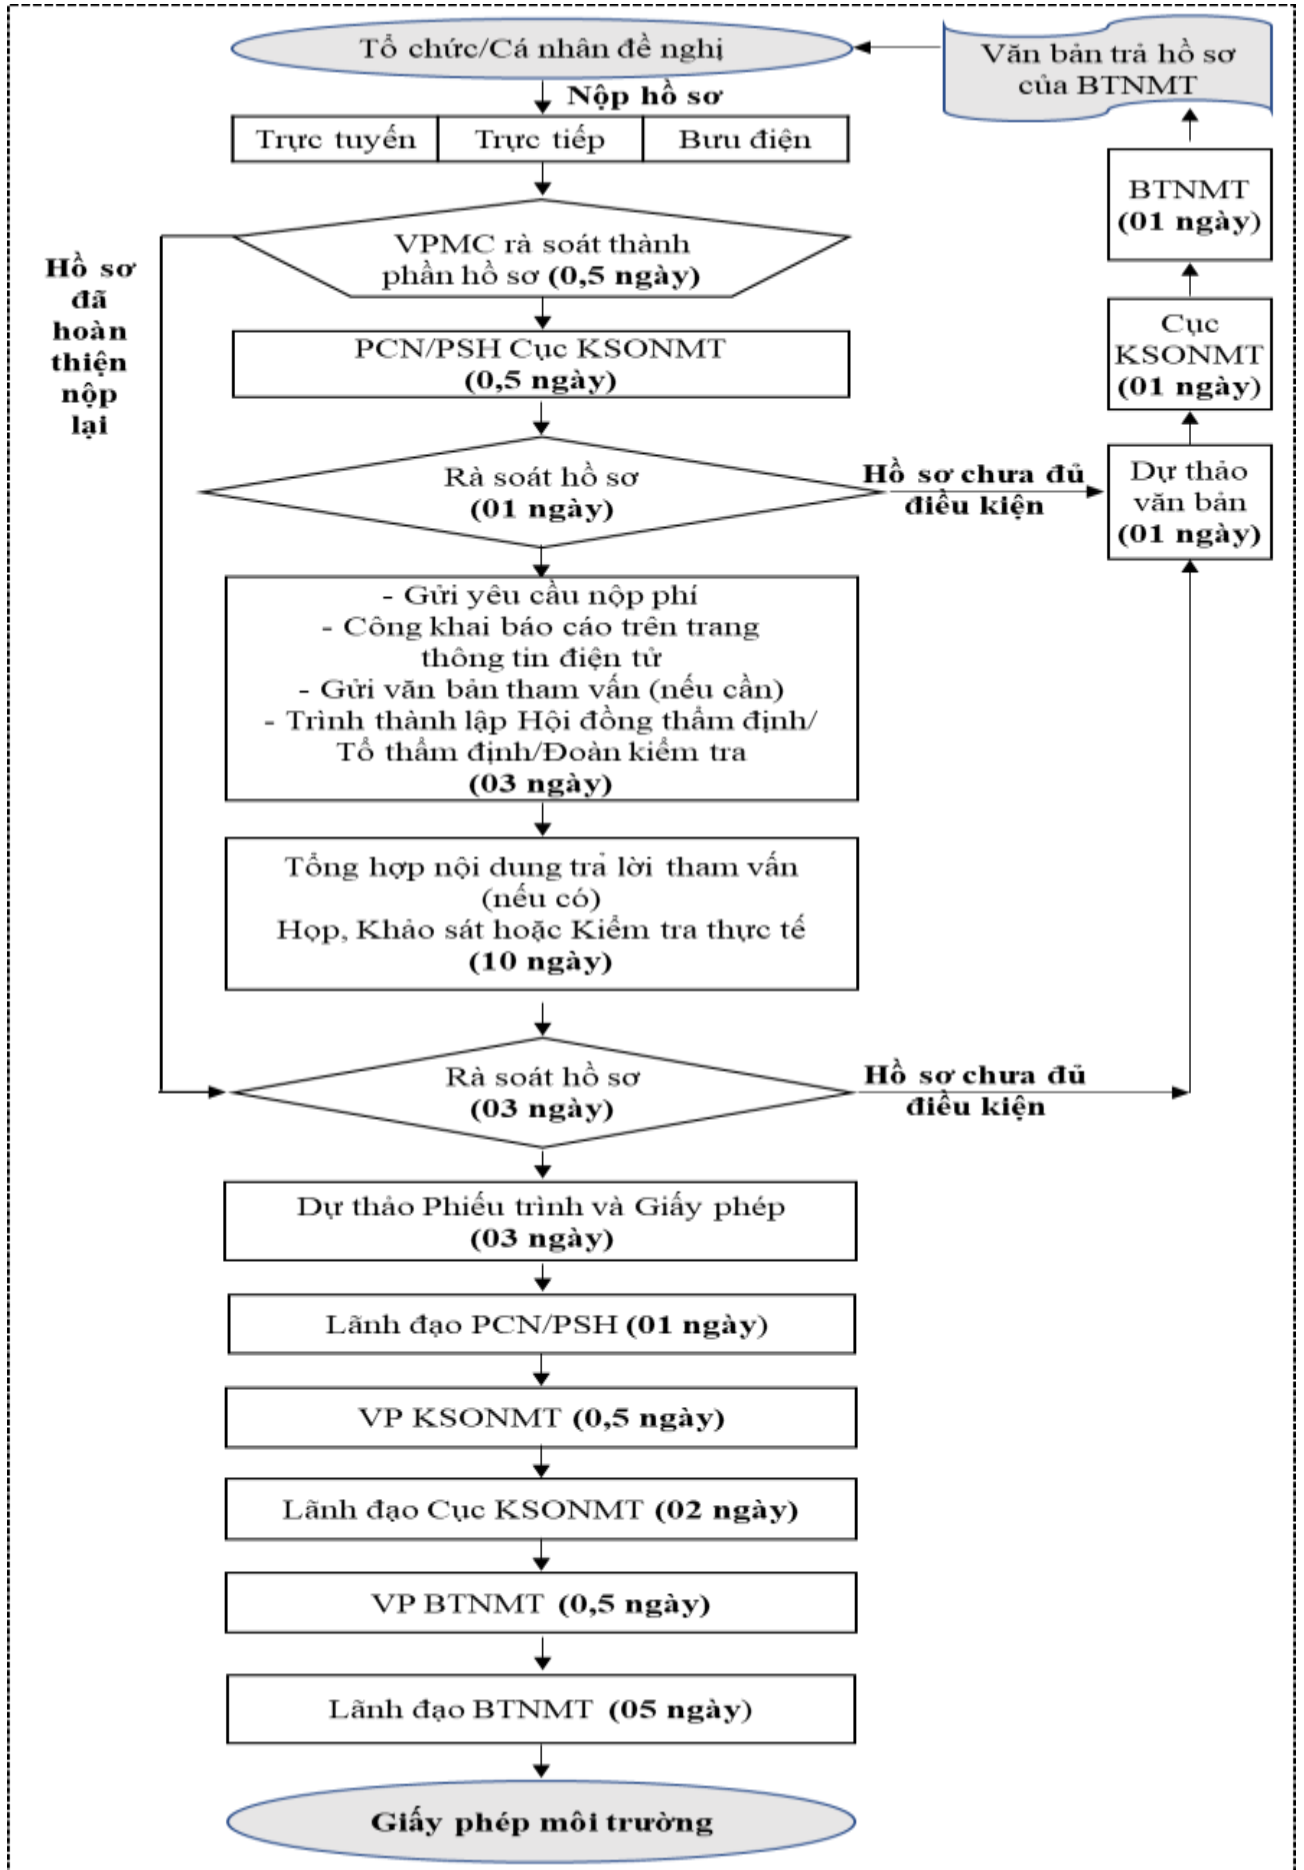 Tổ chức/Cá nhân đề nghị
Văn bản trả hồ sơ
của BTNMT
Nộp hồ sơ
Trực tuyến
Trực tiếp
Bưu điện
BTNMT
(01 ngày)
VPMC rà soát thành
phần hồ sơ (0,5 ngày)
Hồ sơ
đã
hoàn
thiện
nộp
lại
Cục
KSONMT
(01 ngày)
PCN/PSH Cục KSONMT
(0,5 ngày)
Rà soát hồ sơ
(01 ngày)
Hồ sơ chưa đủ
điều kiện
Dự thảo
văn bản
(01 ngày)
- Gửi yêu cầu nộp phí
- Công khai báo cáo trên trang
thông tin điện tử
- Gửi văn bản tham vấn (nếu cần)
- Trình thành lập Hội đồng thẩm định/
Tổ thẩm định/Đoàn kiểm tra
(03 ngày)
Tổng hợp nội dung trả lời tham vấn
(nếu có)
Họp, Khảo sát hoặc Kiểm tra thực tế
(10 ngày)
Rà soát hồ sơ
(03 ngày)
Hồ sơ chưa đủ
điều kiện
Dự thảo Phiếu trình và Giấy phép
(03 ngày)
Lãnh đạo PCN/PSH (01 ngày)
VP KSONMT (0,5 ngày)
Lãnh đạo Cục KSONMT (02 ngày)
VP BTNMT (0,5 ngày)
Lãnh đạo BTNMT (05 ngày)
Giấy phép môi trường